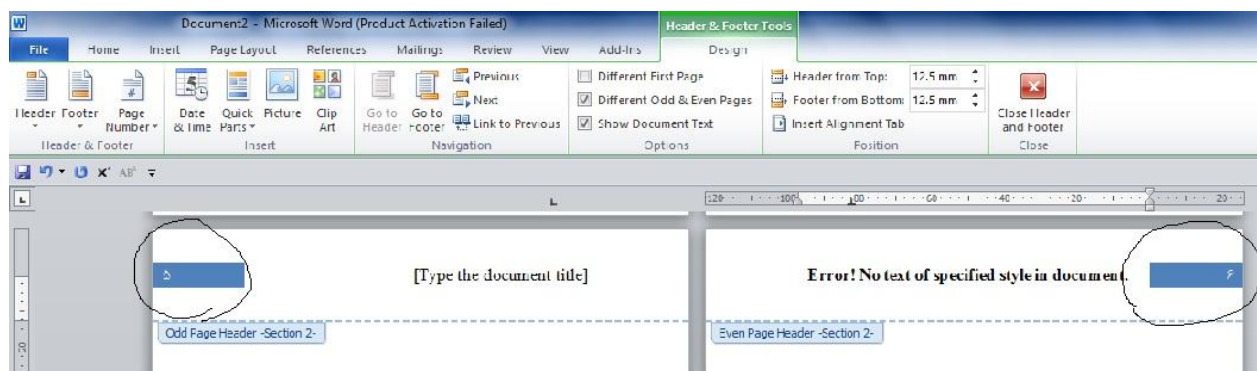 Document2 - Microsoft Word (Product Activation Failed)
Header & Footer Tools
File Home Insert Page Layout References Mailings Review View Add-Ins Design
Header Footer Page Number
Date & Time Quick Parts Picture Clip Art
Go to Header Go to Footer
Previous
Next
Link to Previous
Different First Page
Different Odd & Even Pages
Show Document Text
Header from Top: 12.5 mm
Footer from Bottom: 12.5 mm
Insert Alignment Tab
Close Header and Footer
Header & Footer Insert Navigation Options Position Close
۵ [Type the document title]
Error! No text of specified style in document. ۶
Odd Page Header -Section 2-
Even Page Header -Section 2-